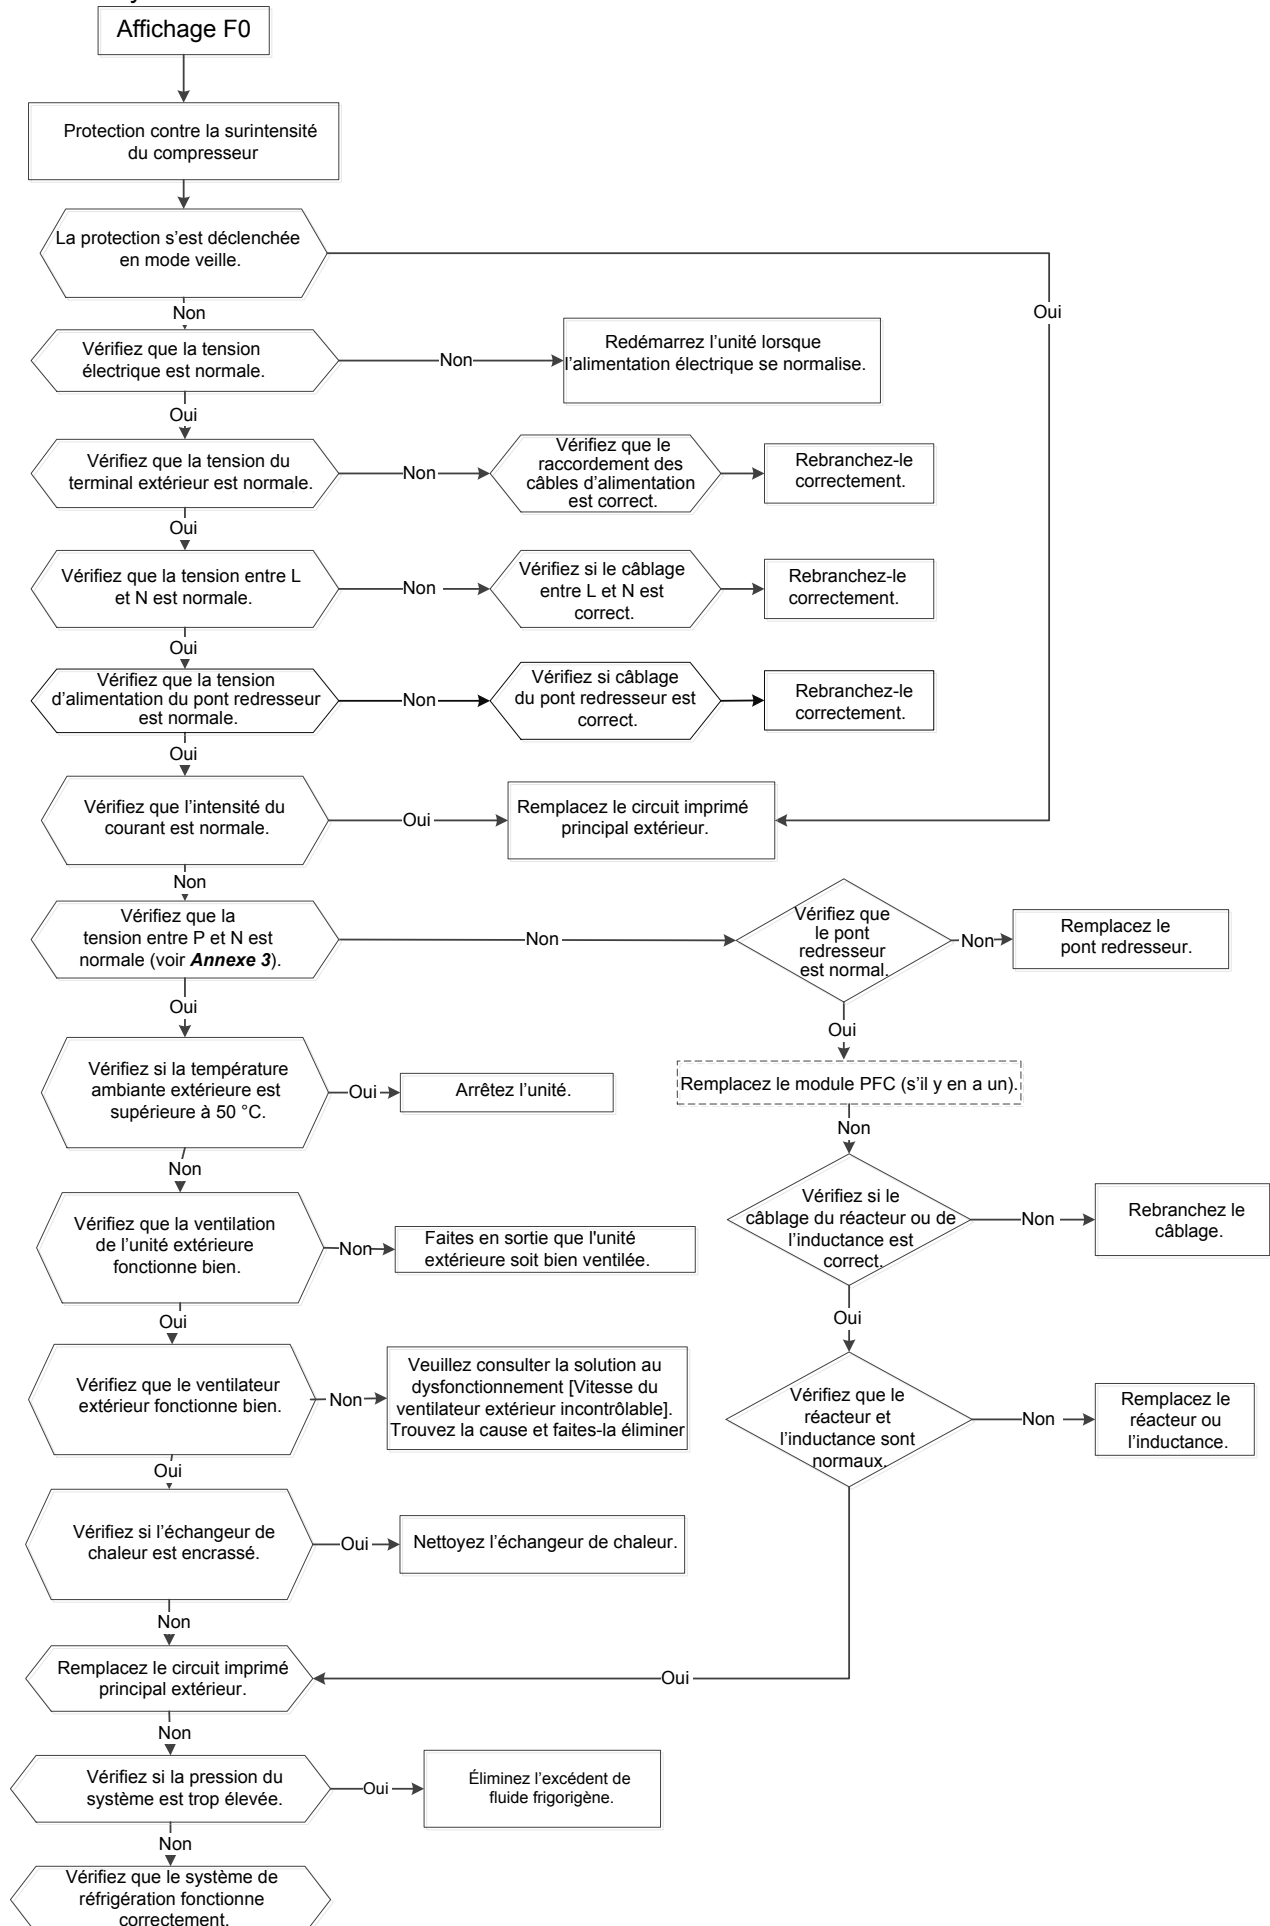 Affichage F0
Protection contre la surintensité
du compresseur
La protection s’est déclenchée
en mode veille.
Oui
Non
Vérifiez que la tension
électrique est normale.
Non
Redémarrez l’unité lorsque
l’alimentation électrique se normalise.
Oui
Vérifiez que la tension du
terminal extérieur est normale.
Non
Vérifiez que le
raccordement des
câbles d’alimentation
est correct.
Rebranchez-le
correctement.
Oui
Vérifiez que la tension entre L
et N est normale.
Non
Vérifiez si le câblage
entre L et N est
correct.
Rebranchez-le
correctement.
Oui
Vérifiez que la tension
d’alimentation du pont redresseur
est normale.
Non
Vérifiez si câblage
du pont redresseur est
correct.
Rebranchez-le
correctement.
Oui
Vérifiez que l’intensité du
courant est normale.
Oui
Remplacez le circuit imprimé
principal extérieur.
Non
Vérifiez que la
tension entre P et N est
normale (voir Annexe 3).
Non
Vérifiez que
le pont
redresseur
est normal.
Non
Remplacez le
pont redresseur.
Oui
Oui
Vérifiez si la température
ambiante extérieure est
supérieure à 50 °C.
Oui
Arrêtez l’unité.
Remplacez le module PFC (s’il y en a un).
Non
Non
Vérifiez que la ventilation
de l’unité extérieure
fonctionne bien.
Non
Faites en sortie que l'unité
extérieure soit bien ventilée.
Vérifiez si le
câblage du réacteur ou de
l’inductance est
correct.
Non
Rebranchez le
câblage.
Oui
Oui
Vérifiez que le ventilateur
extérieur fonctionne bien.
Non
Veuillez consulter la solution au
dysfonctionnement [Vitesse du
ventilateur extérieur incontrôlable].
Trouvez la cause et faites-la éliminer
Vérifiez que le
réacteur et
l’inductance sont
normaux.
Non
Remplacez le
réacteur ou
l’inductance.
Oui
Vérifiez si l’échangeur de
chaleur est encrassé.
Oui
Nettoyez l’échangeur de chaleur.
Non
Remplacez le circuit imprimé
principal extérieur.
Oui
Non
Vérifiez si la pression du
système est trop élevée.
Oui
Éliminez l’excédent de
fluide frigorigène.
Non
Vérifiez que le système de
réfrigération fonctionne
correctement.